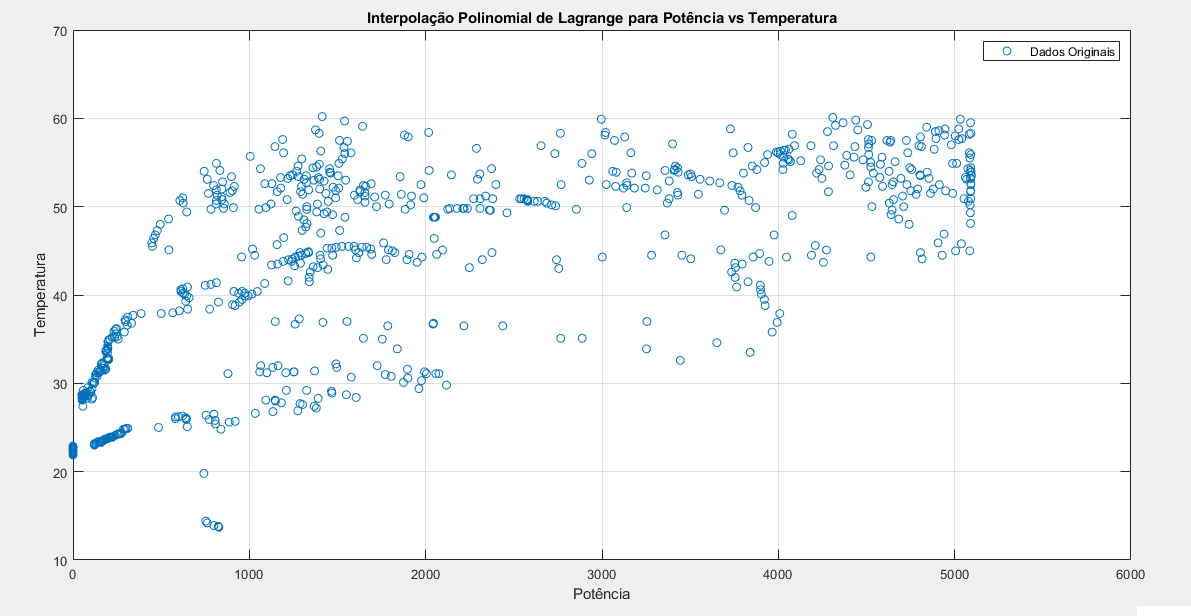 Interpolação Polinomial de Lagrange para Potência vs Temperatura
70
Dados Originais
60
50
40
30
20
10
Temperatura
0 1000 2000 3000 4000 5000 6000
Potência